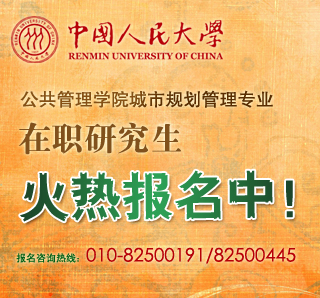 中國人民大學
RENMIN UNIVERSITY OF CHINA
公共管理学院城市规划管理专业
在职研究生
火热报名中!
报名咨询热线: 010-82500191/82500445